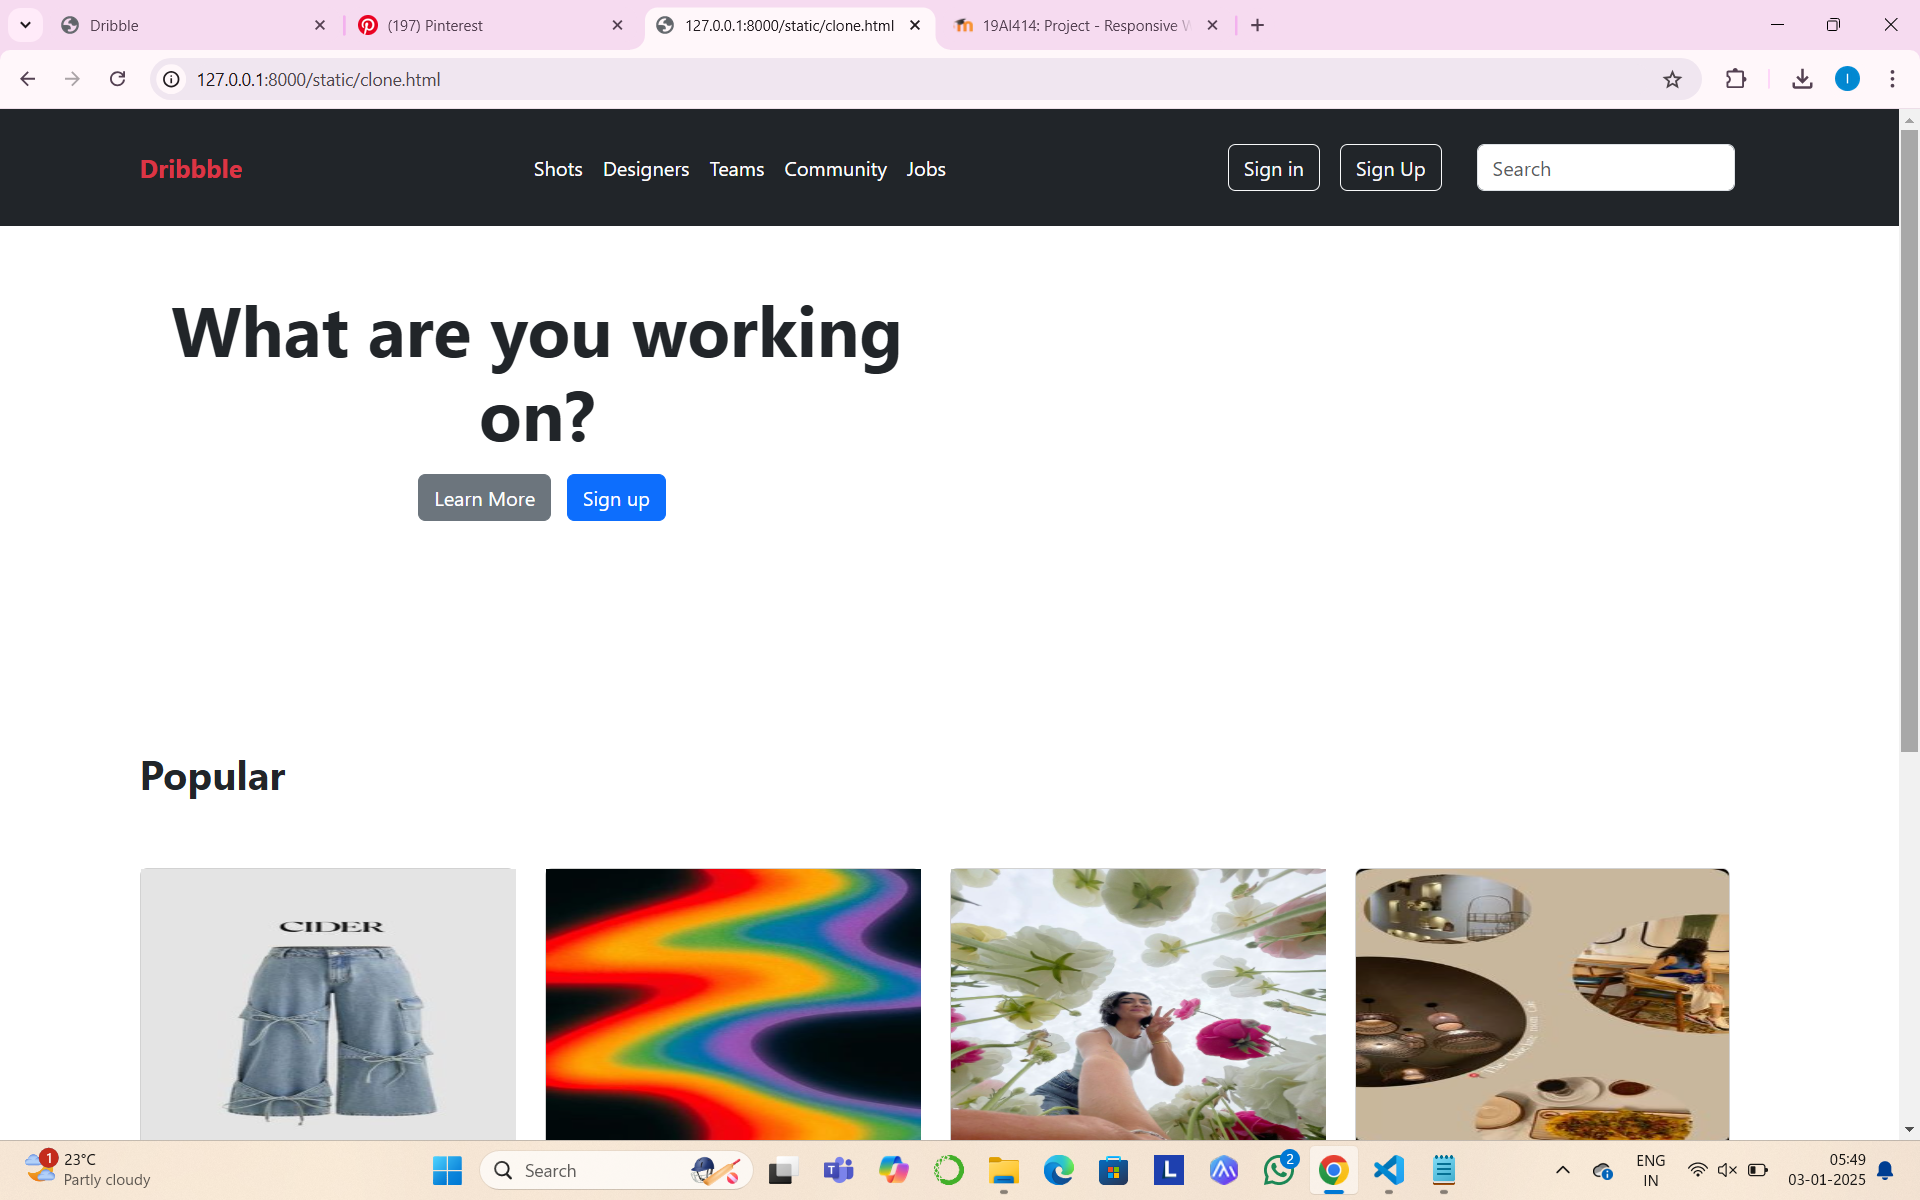 Dribble
(197) Pinterest
127.0.0.1:8000/static/clone.html
19AI414: Project - Responsive W
127.0.0.1:8000/static/clone.html
I
Dribbble
Shots Designers Teams Community Jobs
Sign in
Sign Up
Search
What are you working
on?
Learn More
Sign up
Popular
CIDER
1
23°C
Partly cloudy
Search
L
2
ENG
IN
05:49
03-01-2025